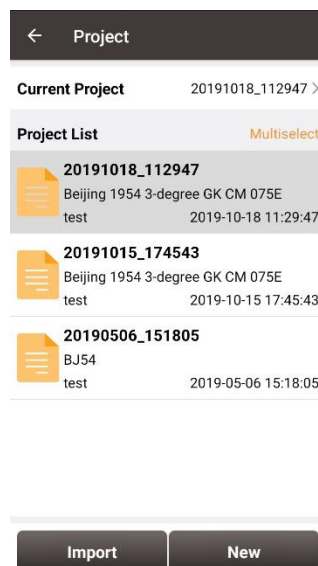 Project
Current Project 20191018_112947
Project List Multiselect
20191018_112947
Beijing 1954 3-degree GK CM 075E
test 2019-10-18 11:29:47
20191015_174543
Beijing 1954 3-degree GK CM 075E
test 2019-10-15 17:45:43
20190506_151805
BJ54
test 2019-05-06 15:18:05
Import New